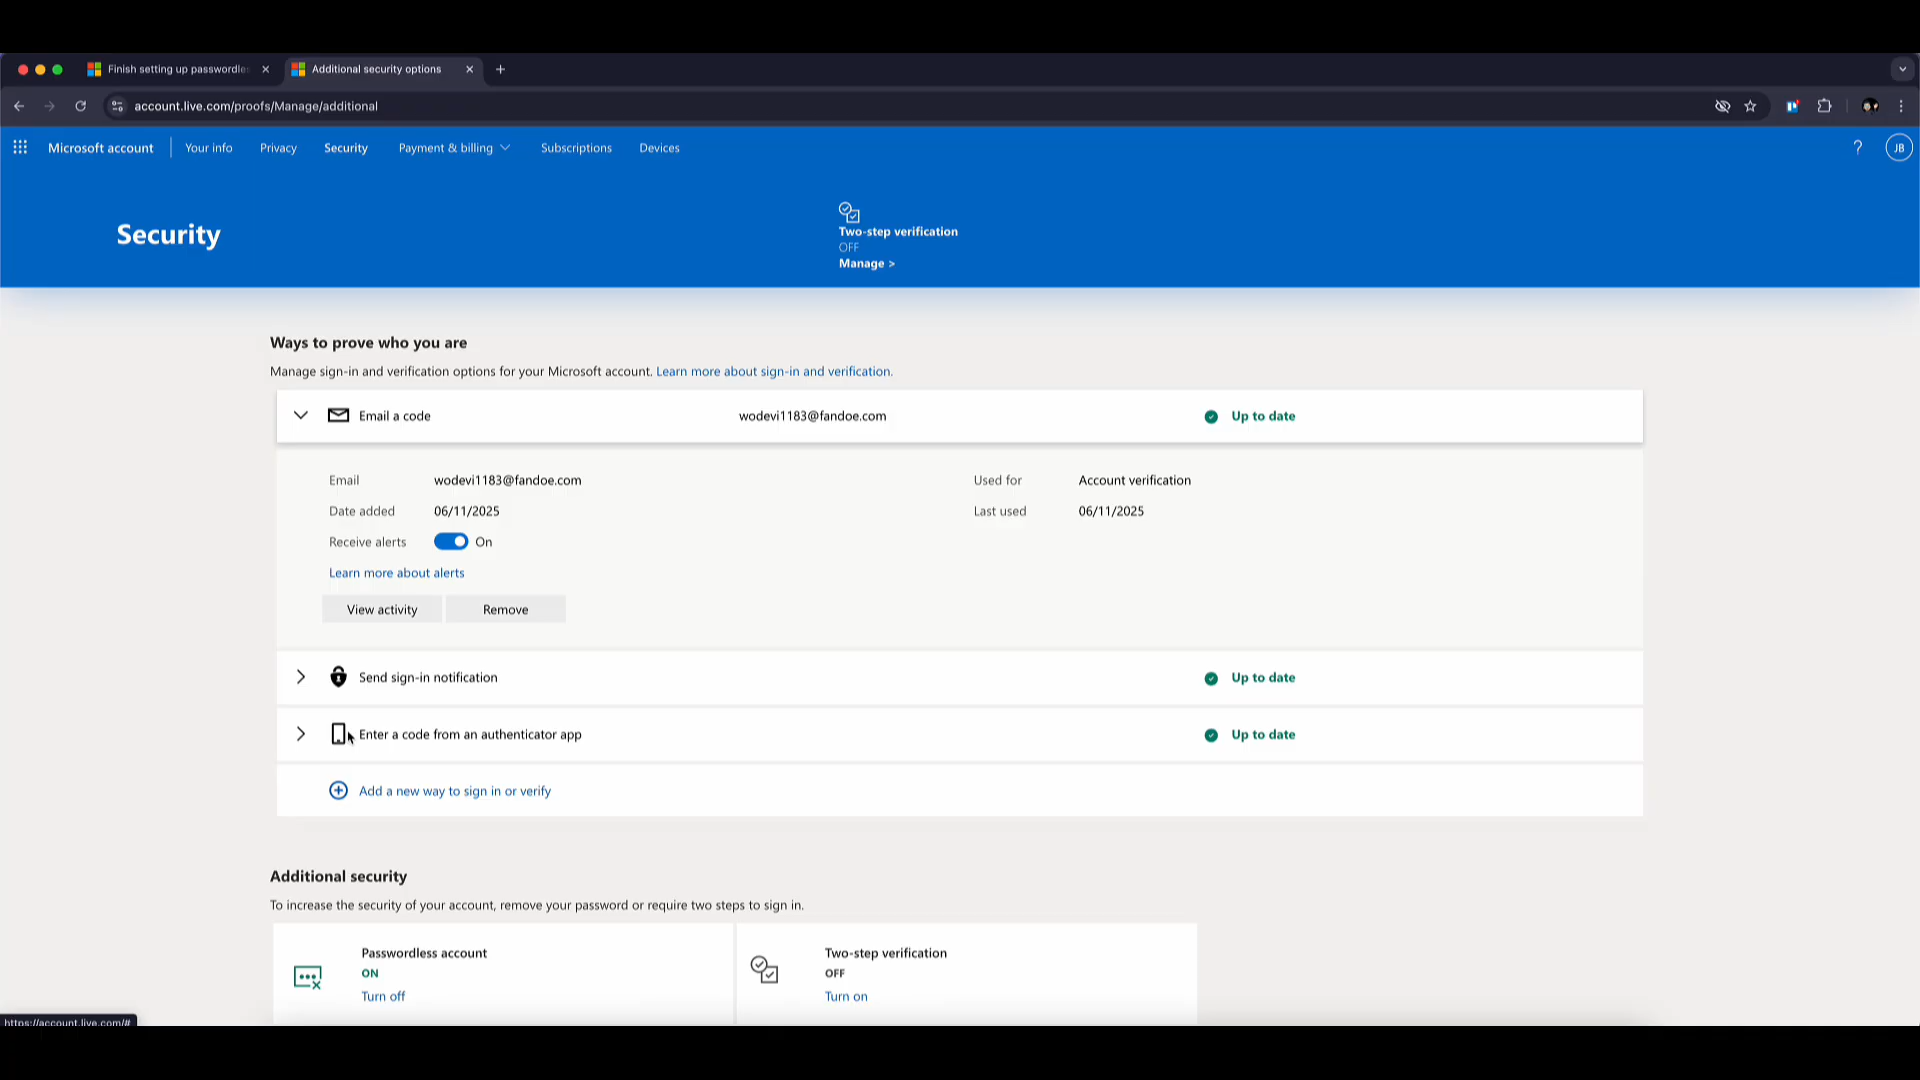 Finish setting up passwordle
Additional security options
account.live.com/proofs/Manage/additional
Microsoft account
Your info
Privacy
Security
Payment & billing
Subscriptions
Devices
?
JB
Security
Two-step verification
OFF
Manage >
Ways to prove who you are
Manage sign-in and verification options for your Microsoft account. Learn more about sign-in and verification.
Email a code
wodevi1183@fandoe.com
Up to date
Email
wodevi1183@fandoe.com
Used for
Account verification
Date added
06/11/2025
Last used
06/11/2025
Receive alerts
On
Learn more about alerts
View activity
Remove
Send sign-in notification
Up to date
Enter a code from an authenticator app
Up to date
Add a new way to sign in or verify
Additional security
To increase the security of your account, remove your password or require two steps to sign in.
Passwordless account
ON
Turn off
Two-step verification
OFF
Turn on
https://account.live.com/#